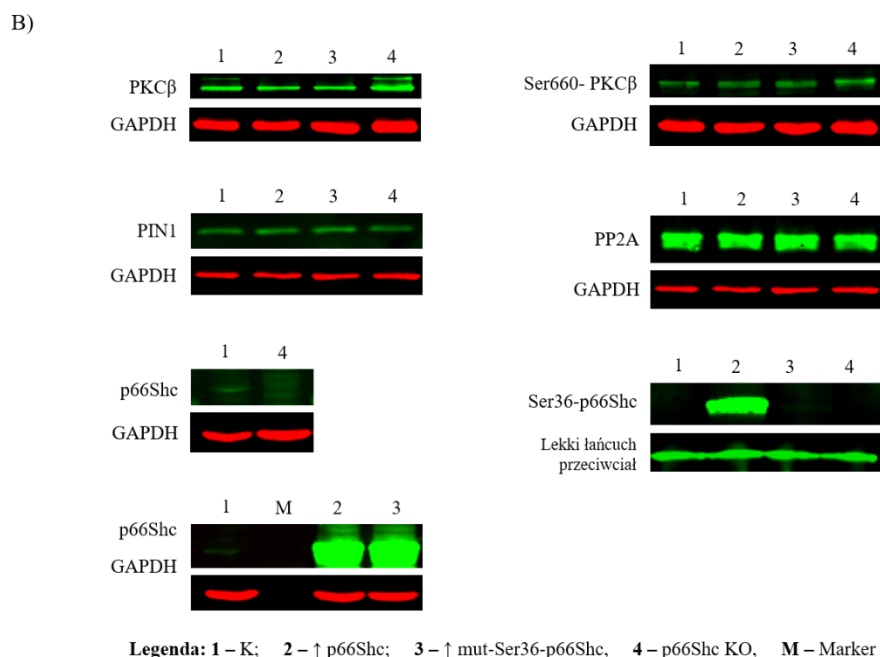 B)
1 2 3 4
PKCβ
GAPDH
1 2 3 4
Ser660- PKCβ
GAPDH
1 2 3 4
PIN1
GAPDH
1 2 3 4
PP2A
GAPDH
1 4
p66Shc
GAPDH
1 2 3 4
Ser36-p66Shc
Lekki łańcuch
przeciwciał
1 M 2 3
p66Shc
GAPDH
Legenda: 1 – K; 2 – ↑ p66Shc; 3 – ↑ mut-Ser36-p66Shc, 4 – p66Shc KO, M – Marker